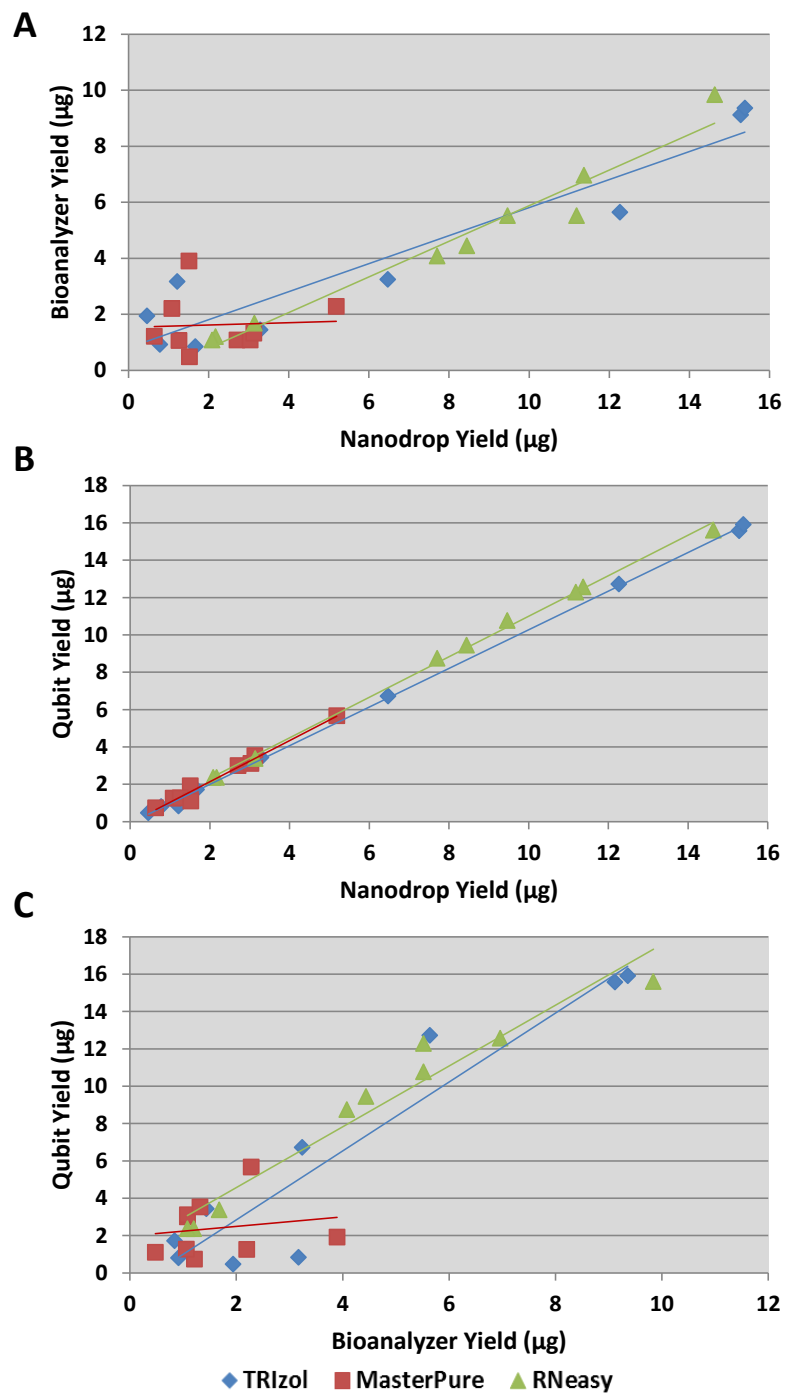 A
12
10
8
6
4
2
0
Bioanalyzer Yield (µg)
0 2 4 6 8 10 12 14 16
Nanodrop Yield (µg)
B
18
16
14
12
10
8
6
4
2
0
Qubit Yield (µg)
0 2 4 6 8 10 12 14 16
Nanodrop Yield (µg)
C
18
16
14
12
10
8
6
4
2
0
Qubit Yield (µg)
0 2 4 6 8 10 12
Bioanalyzer Yield (µg)
TRIzol MasterPure RNeasy